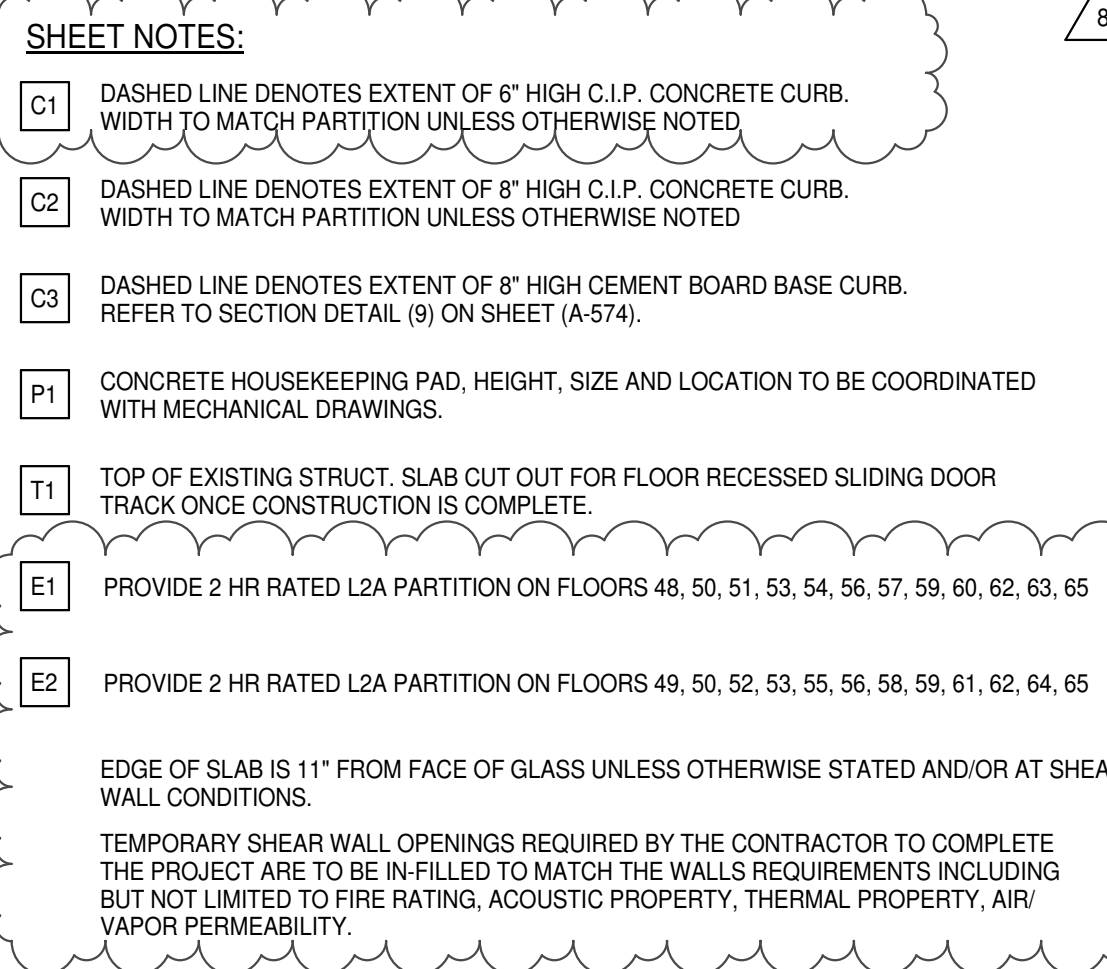 8
SHEET NOTES:
C1 DASHED LINE DENOTES EXTENT OF 6" HIGH C.I.P. CONCRETE CURB.
WIDTH TO MATCH PARTITION UNLESS OTHERWISE NOTED
C2 DASHED LINE DENOTES EXTENT OF 8" HIGH C.I.P. CONCRETE CURB.
WIDTH TO MATCH PARTITION UNLESS OTHERWISE NOTED
C3 DASHED LINE DENOTES EXTENT OF 8" HIGH CEMENT BOARD BASE CURB.
REFER TO SECTION DETAIL (9) ON SHEET (A-574).
P1 CONCRETE HOUSEKEEPING PAD, HEIGHT, SIZE AND LOCATION TO BE COORDINATED
WITH MECHANICAL DRAWINGS.
T1 TOP OF EXISTING STRUCT. SLAB CUT OUT FOR FLOOR RECESSED SLIDING DOOR
TRACK ONCE CONSTRUCTION IS COMPLETE.
E1 PROVIDE 2 HR RATED L2A PARTITION ON FLOORS 48, 50, 51, 53, 54, 56, 57, 59, 60, 62, 63, 65
E2 PROVIDE 2 HR RATED L2A PARTITION ON FLOORS 49, 50, 52, 53, 55, 56, 58, 59, 61, 62, 64, 65
EDGE OF SLAB IS 11" FROM FACE OF GLASS UNLESS OTHERWISE STATED AND/OR AT SHEA
WALL CONDITIONS.
TEMPORARY SHEAR WALL OPENINGS REQUIRED BY THE CONTRACTOR TO COMPLETE
THE PROJECT ARE TO BE IN-FILLED TO MATCH THE WALLS REQUIREMENTS INCLUDING
BUT NOT LIMITED TO FIRE RATING, ACOUSTIC PROPERTY, THERMAL PROPERTY, AIR/
VAPOR PERMEABILITY.